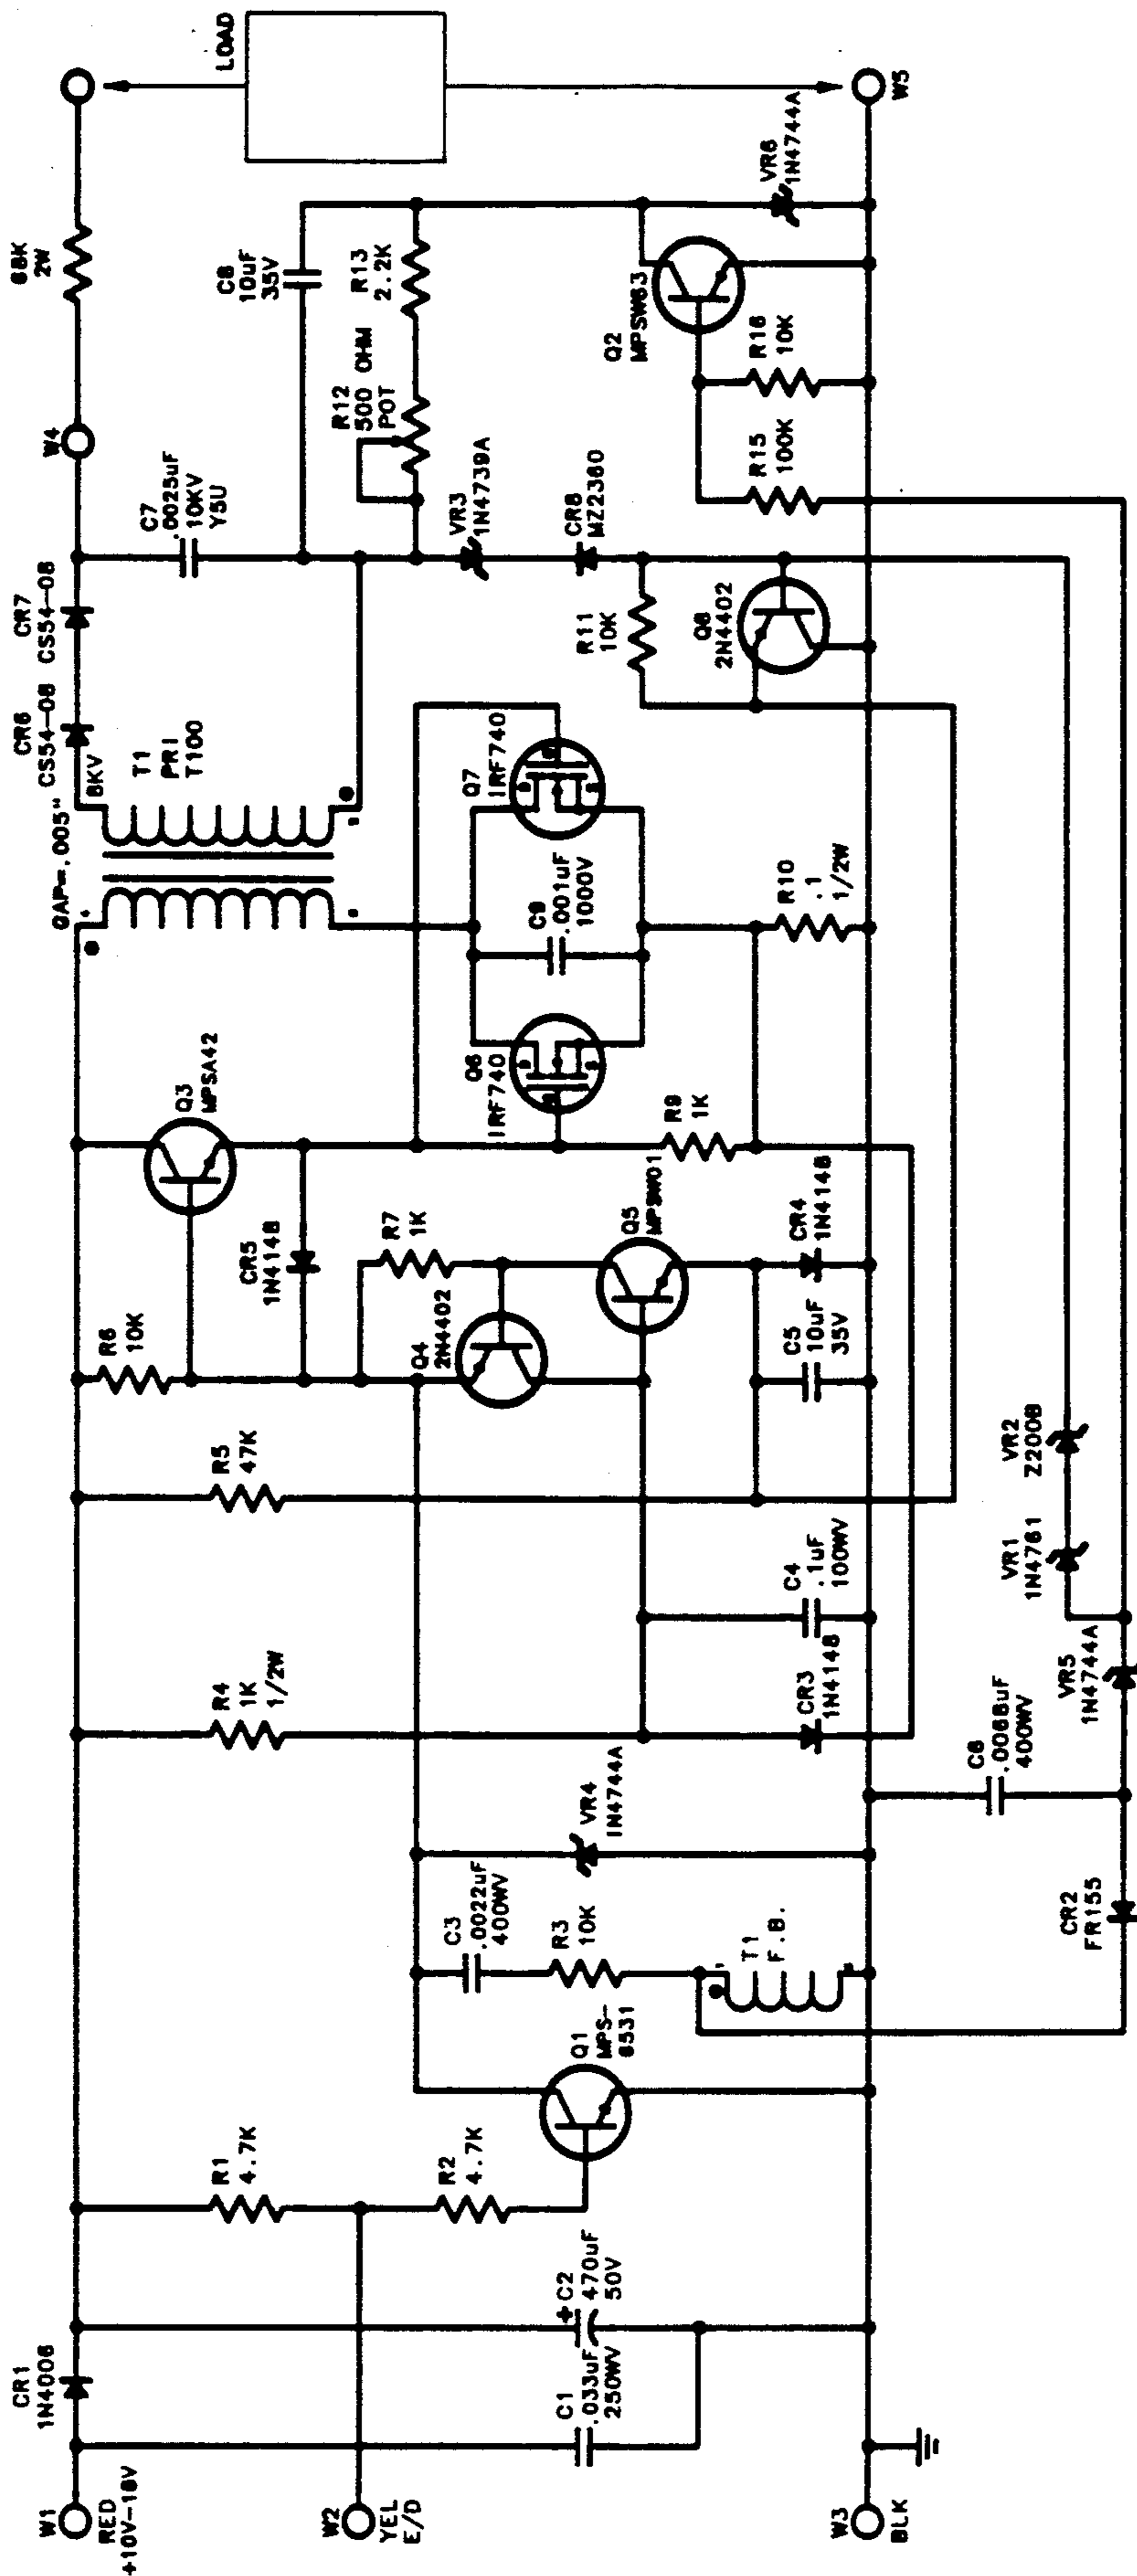 W1
RED
+10V-18V
CR1
1N4006
W2
YEL
E/D
W3
BLK
C1
.033uF
250WV
+C2
470uF
50V
R1
4.7K
R2
4.7K
Q1
MPS-
6531
C3
.0022uF
400WV
R3
10K
T1
F.B.
VR4
1N4744A
CR2
FR155
R4
1K
1/2W
CR3
1N4148
C4
.1uF
100WV
VR5
1N4744A
VR1
1N4761
VR2
Z2008
R5
47K
R6
10K
CR5
1N4148
R7
1K
Q4
2N4402
Q5
MPSW01
C5
10uF
35V
CR4
1N4148
Q3
MPSA42
R9
1K
Q6
IRF740
C9
.001uF
1000V
Q7
IRF740
R10
.1
1/2W
GAP=.005"
T1
PRI
T100
8KV
CR6
CS54-08
CR7
CS54-08
C7
.0025uF
10KV
Y5U
W4
68K
2W
10uF
35V
R12
500 OHM
POT
R13
2.2K
VR3
1N4739A
CR8
MZ2360
R11
10K
2N4402
Q2
MPSW63
R15
100K
R16
10K
VR6
1N4744A
LOAD
W5
.0068uF
400WV